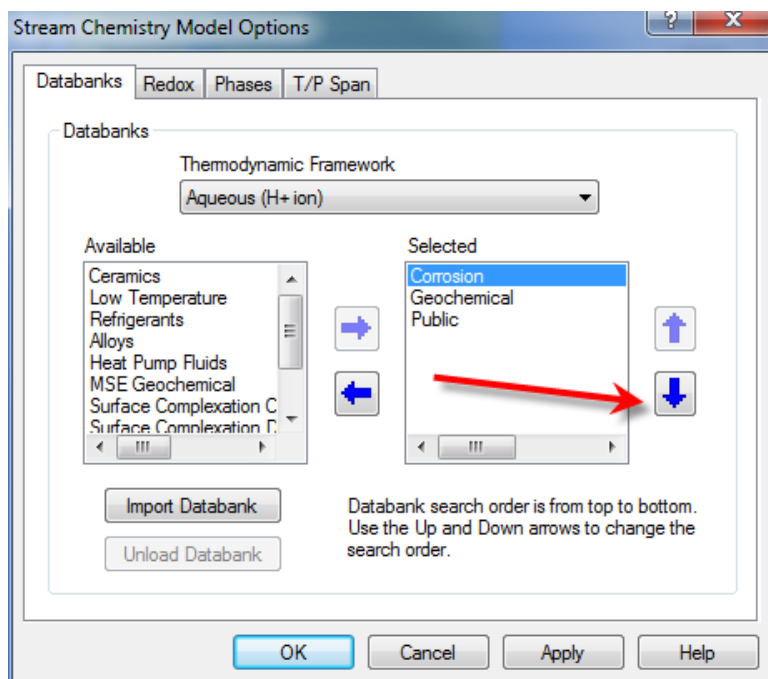 Stream Chemistry Model Options
Databanks
Redox
Phases
T/P Span
Databanks
Thermodynamic Framework
Aqueous (H+ ion)
Available
Ceramics
Low Temperature
Refrigerants
Alloys
Heat Pump Fluids
MSE Geochemical
Surface Complexation C
Surface Complexation D
Selected
Corrosion
Geochemical
Public
Import Databank
Unload Databank
Databank search order is from top to bottom.
Use the Up and Down arrows to change the
search order.
OK
Cancel
Apply
Help